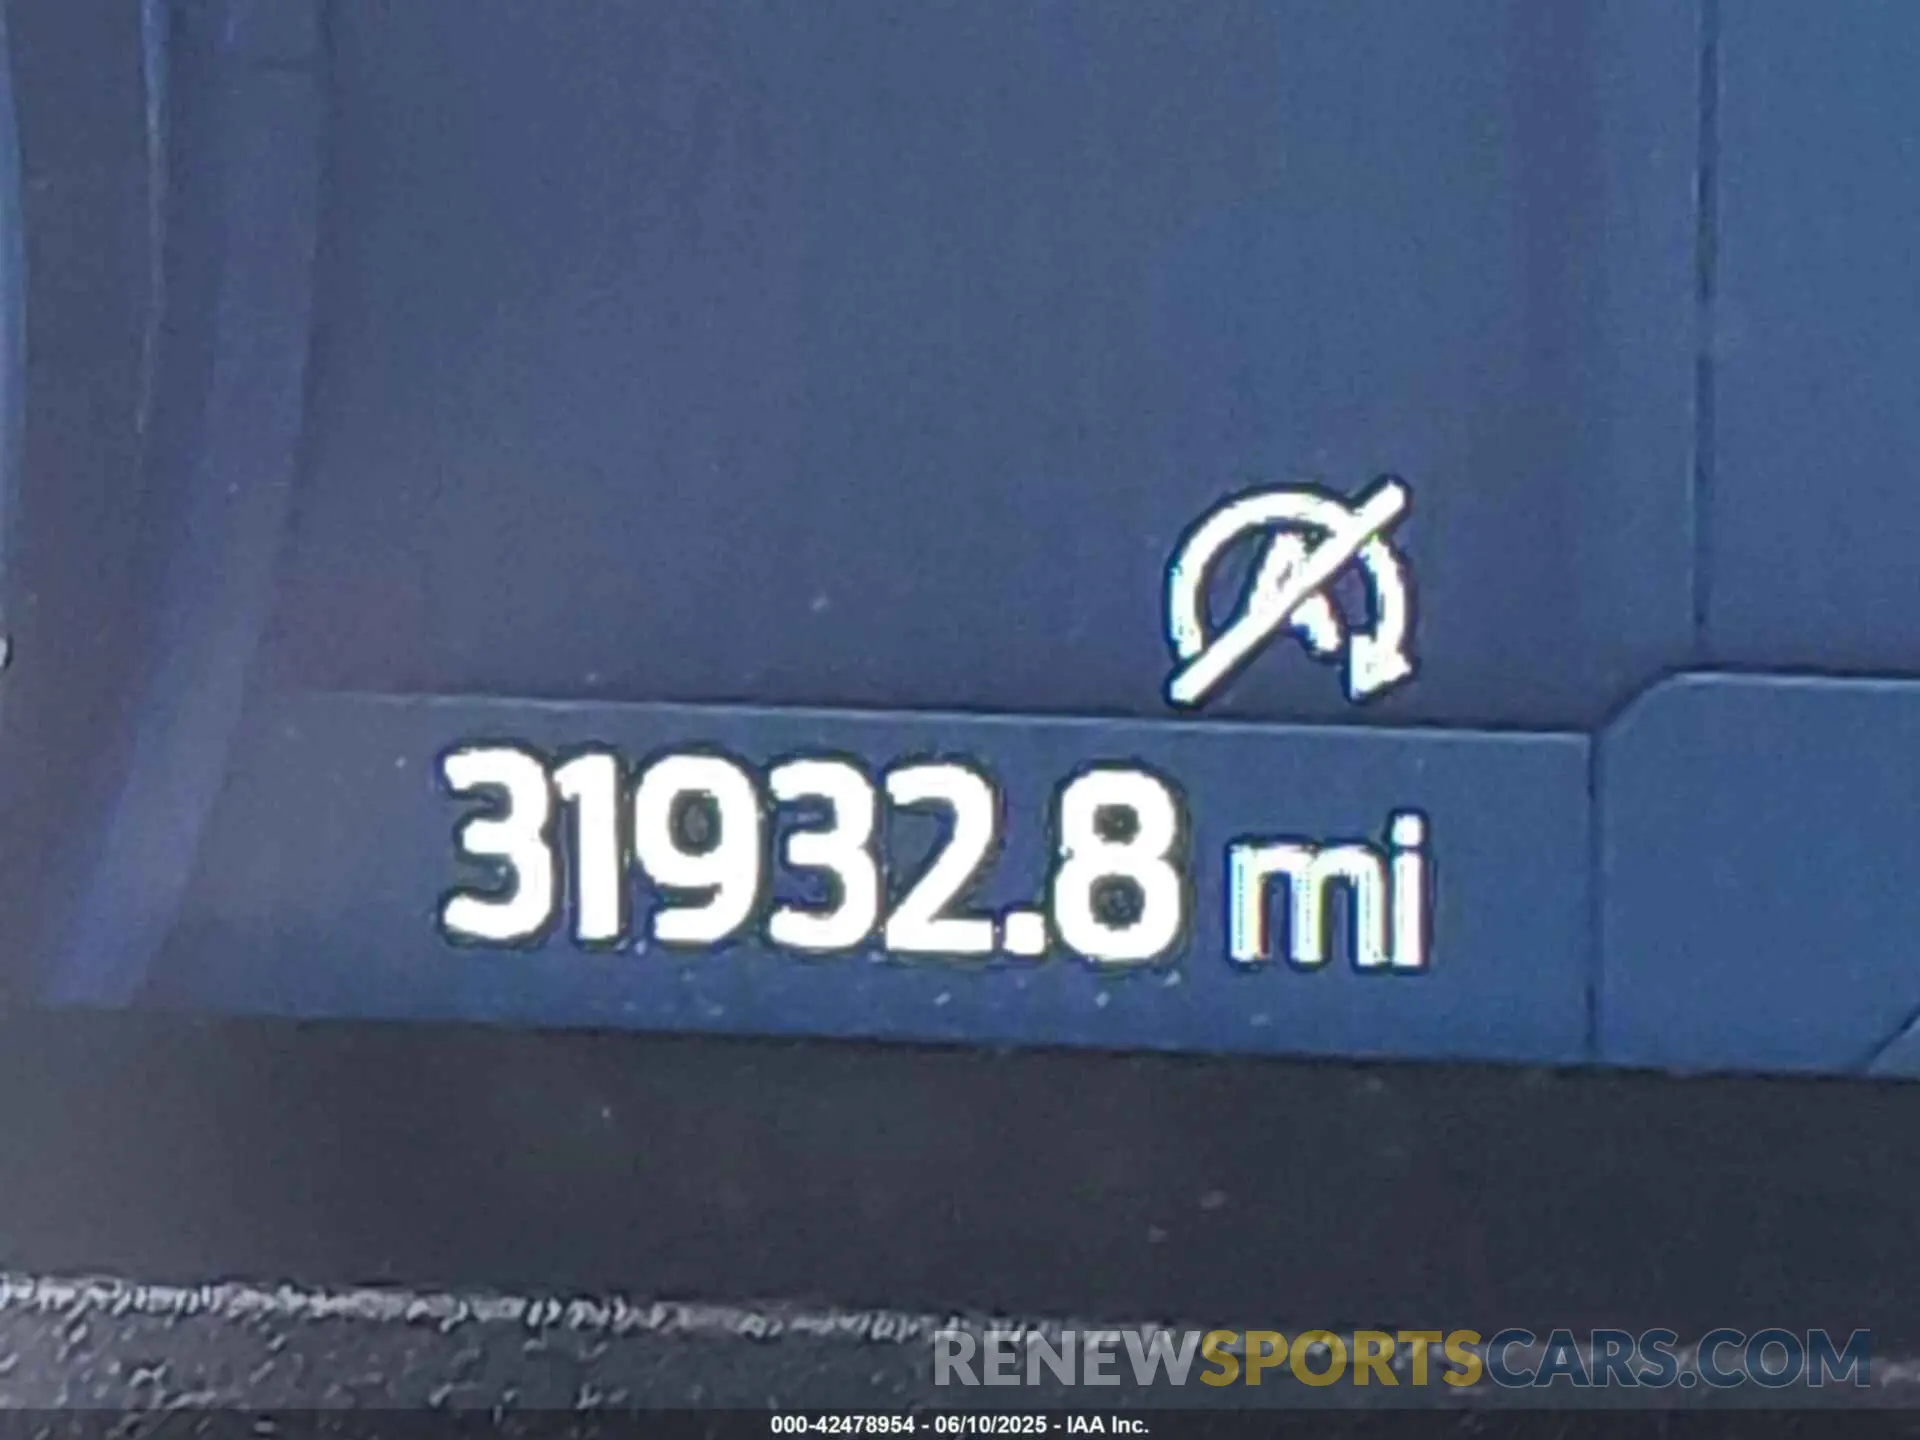 31932.8 mi
RENEWSPORTSCARS.COM
000-42478954 - 06/10/2025 - IAA Inc.